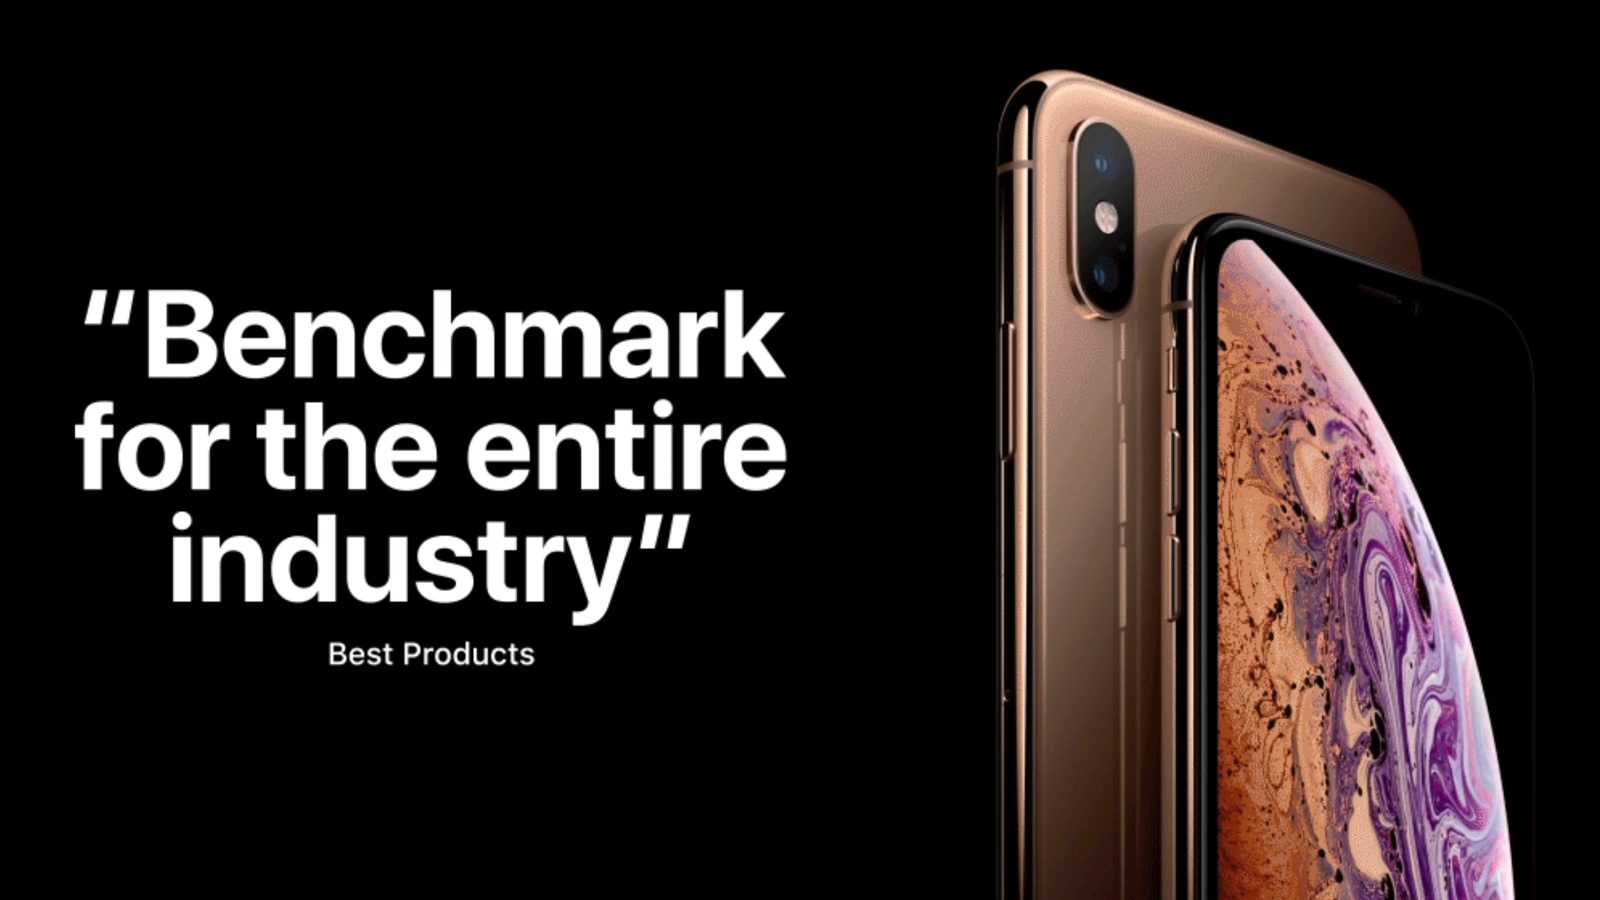 “Benchmark
for the entire
industry”
Best Products